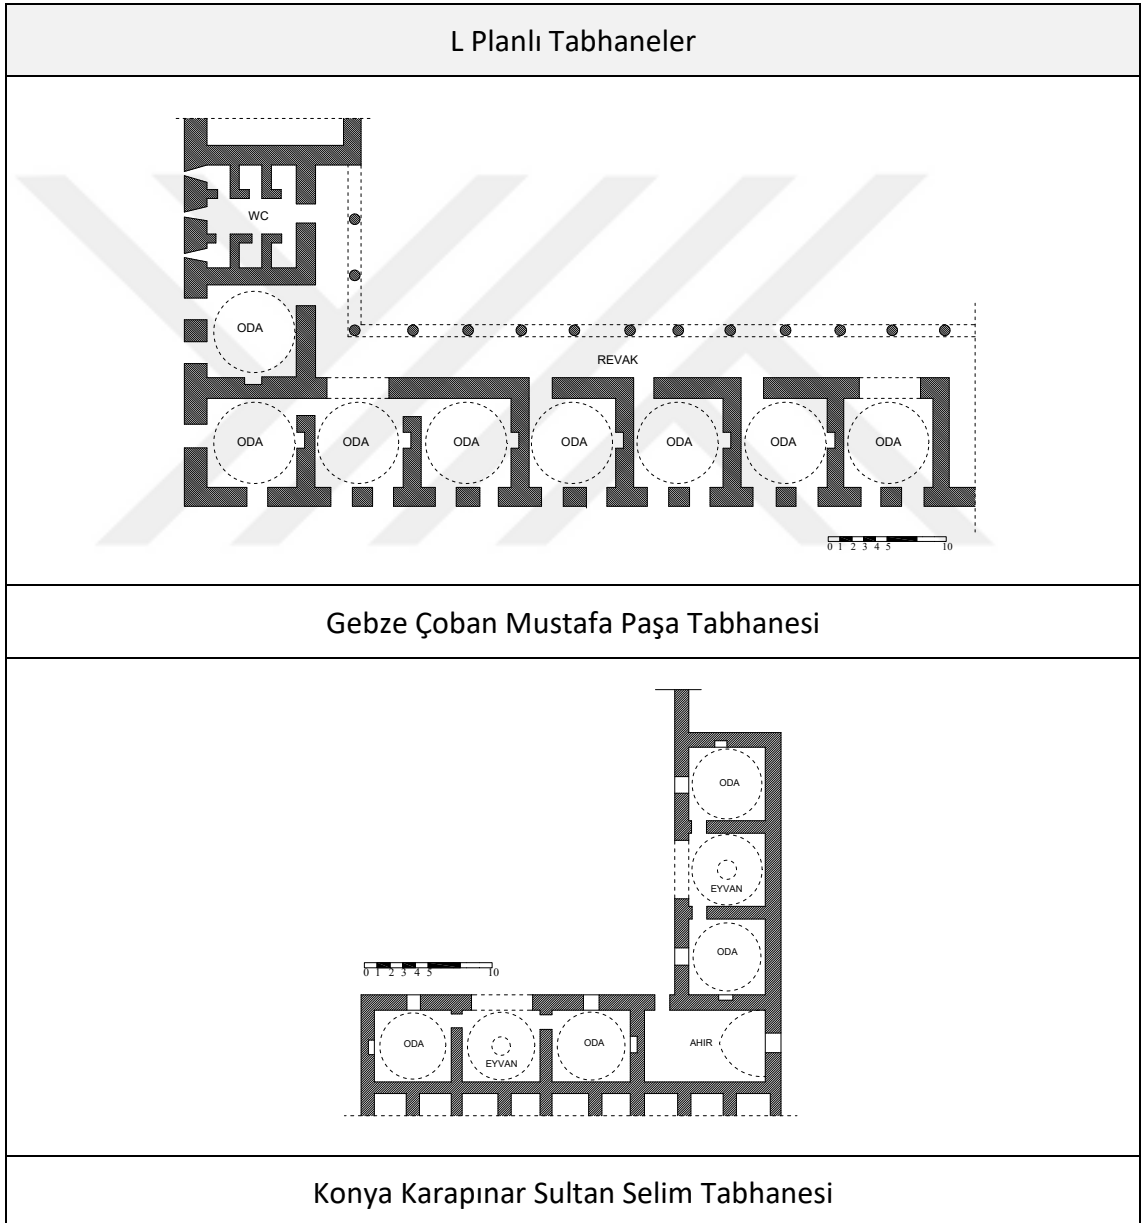 L Planlı Tabhaneler
WC
ODA
REVAK
ODA ODA ODA ODA ODA ODA ODA
0 1 2 3 4 5 10
Gebze Çoban Mustafa Paşa Tabhanesi
ODA
EYVAN
ODA
0 1 2 3 4 5 10
ODA EYVAN ODA AHIR
Konya Karapınar Sultan Selim Tabhanesi